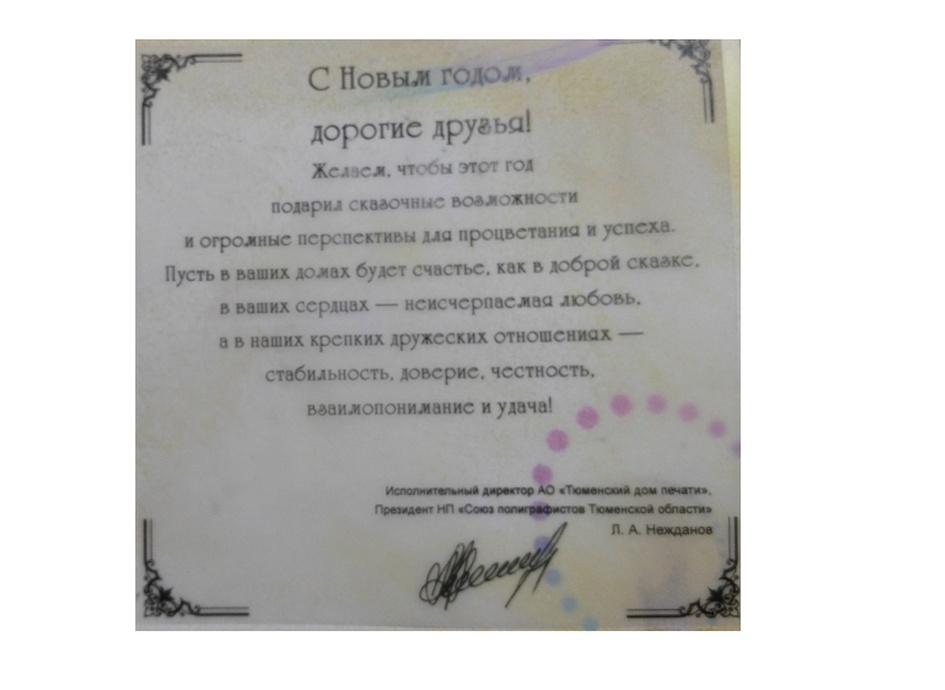 С Новым годом,
дорогие друзья!
Желаем, чтобы этот год
подарил сказочные возможности
и огромные перспективы для процветания и успеха.
Пусть в ваших домах будет счастье, как в доброй сказке,
в ваших сердцах — неисчерпаемая любовь,
а в наших крепких дружеских отношениях —
стабильность, доверие, честность,
взаимопонимание и удача!
Исполнительный директор АО «Тюменский дом печати»,
Президент НП «Союз полиграфистов Тюменской области»
Л. А. Нежданов